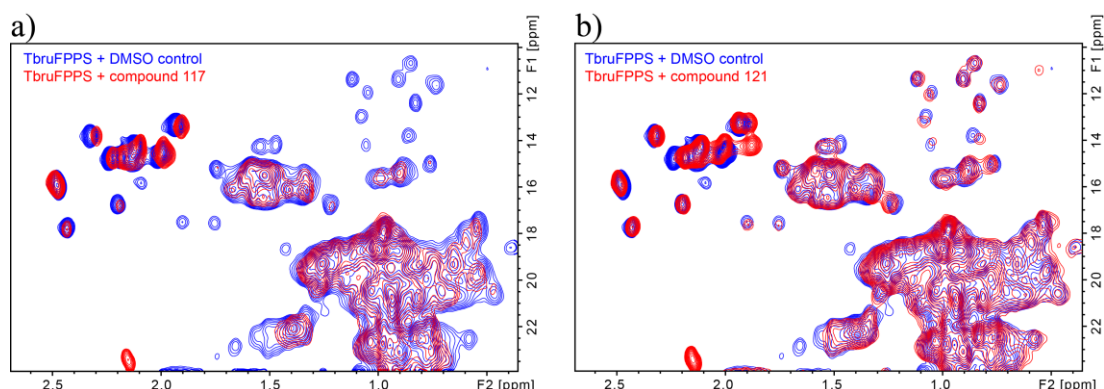 a)
TbruFPPS + DMSO control
TbruFPPS + compound 117
F1 [ppm]
12
14
16
18
20
22
2.5
2.0
1.5
1.0
F2 [ppm]
b)
TbruFPPS + DMSO control
TbruFPPS + compound 121
F1 [ppm]
12
14
16
18
20
22
2.5
2.0
1.5
1.0
F2 [ppm]